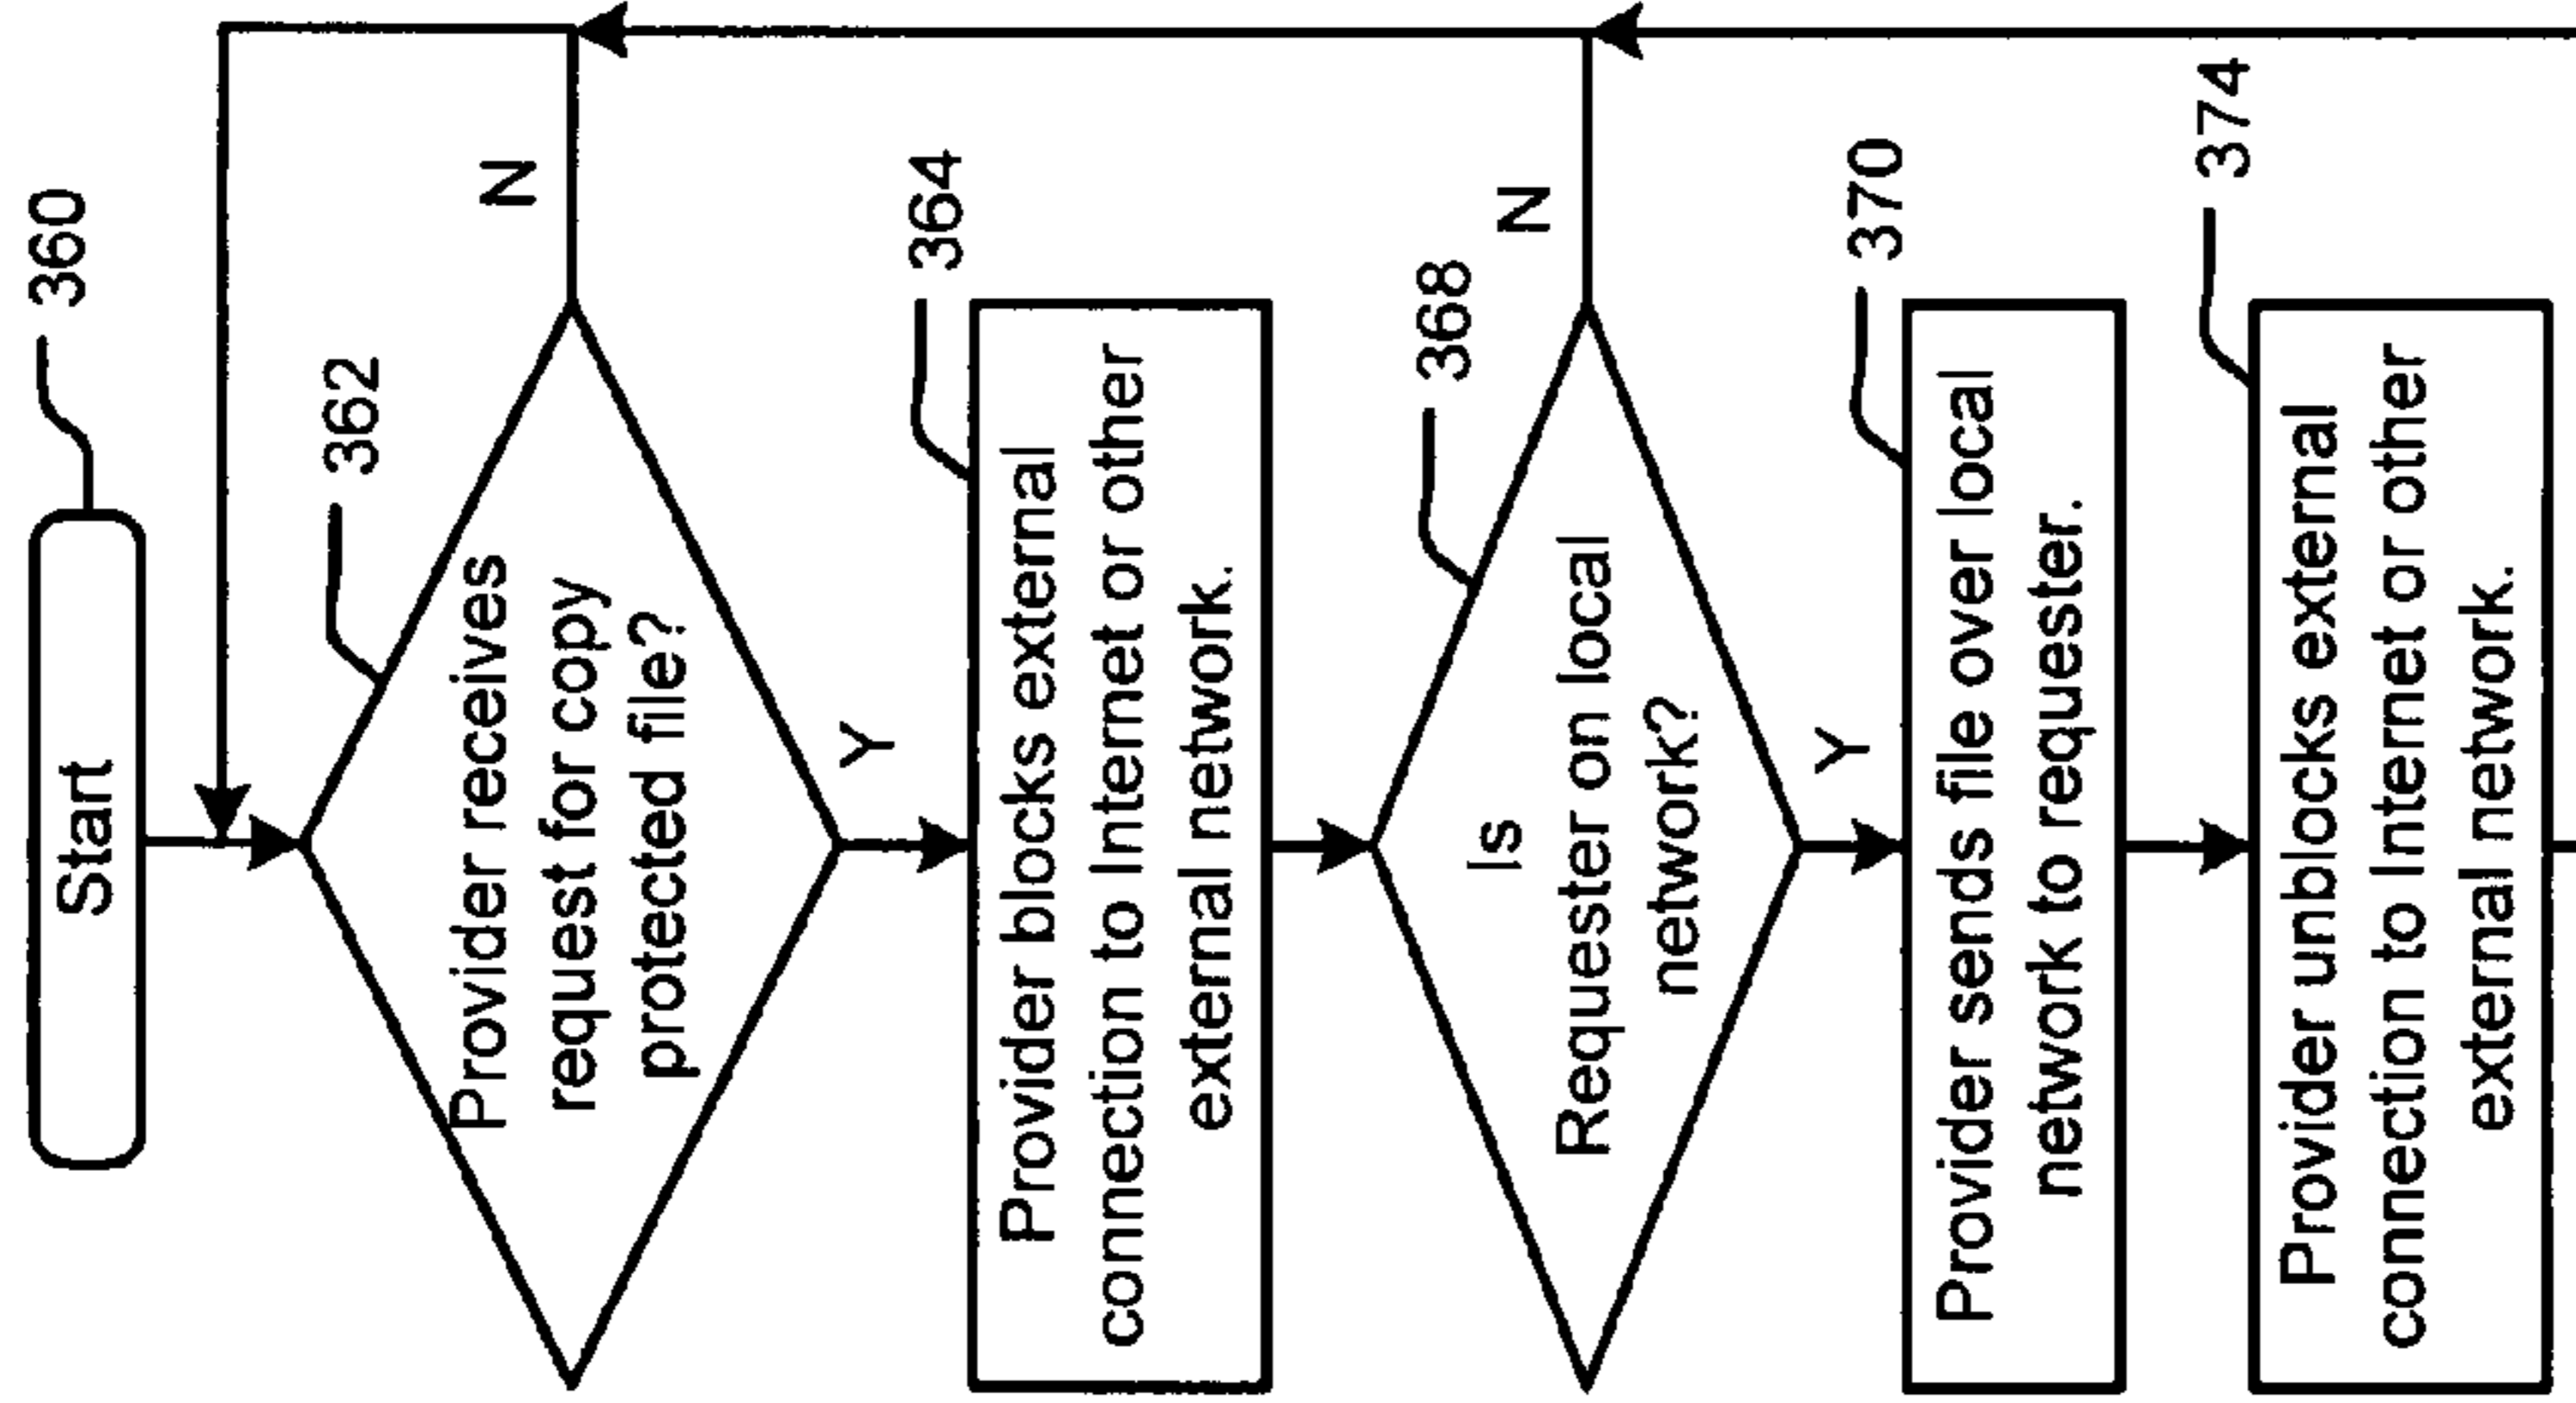 Start
360
362
Provider receives
request for copy
protected file?
N
Y
364
Provider blocks external
connection to Internet or other
external network.
368
Is
Requester on local
network?
N
Y
370
Provider sends file over local
network to requester.
374
Provider unblocks external
connection to Internet or other
external network.